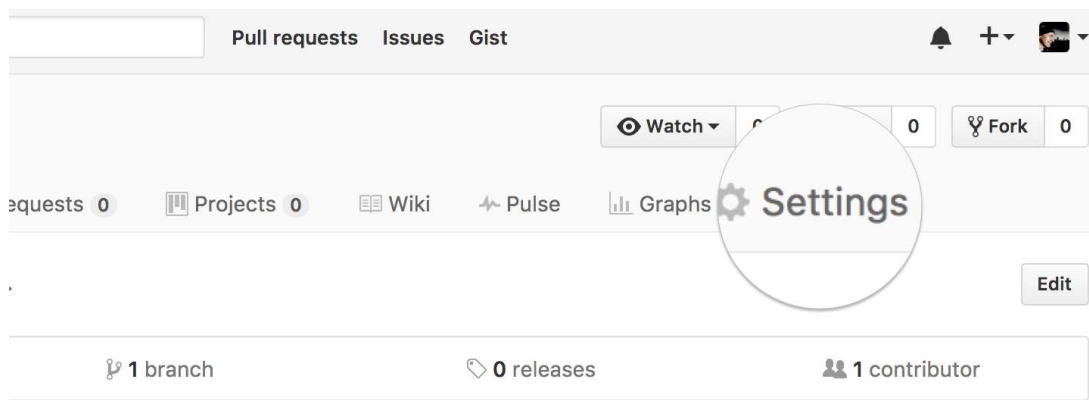 Pull requests Issues Gist
Watch 0 Fork 0
equests 0 Projects 0 Wiki Pulse Graphs Settings
Edit
1 branch 0 releases 1 contributor